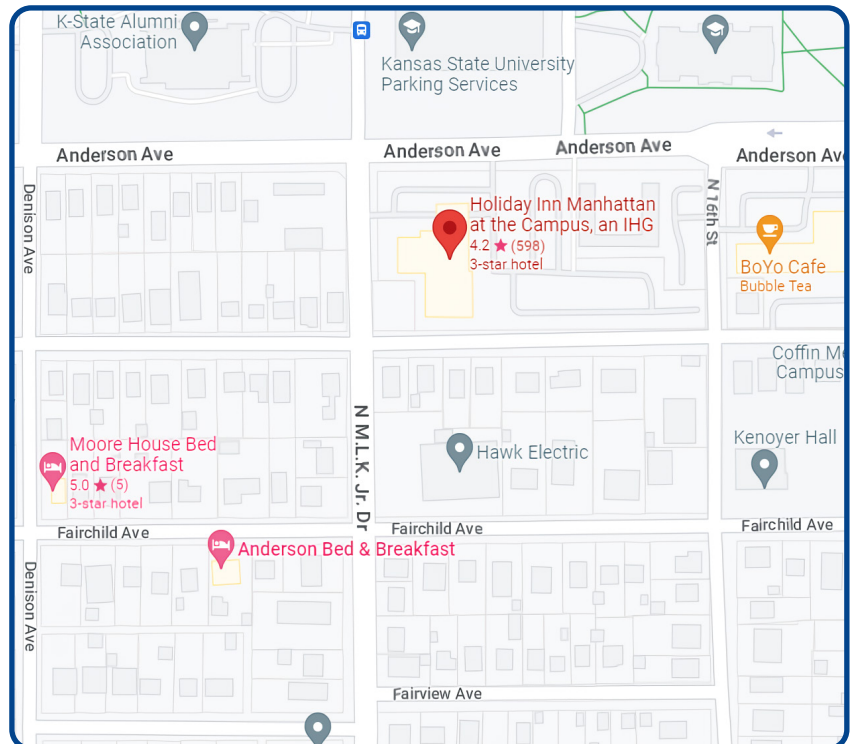 K-State Alumni
Association
Kansas State University
Parking Services
Anderson Ave
Anderson Ave
Anderson Ave
Anderson Av
Denison Ave
N 16th St
Holiday Inn Manhattan
at the Campus, an IHG
4.2 ★ (598)
3-star hotel
BoYo Cafe
Bubble Tea
Coffin M
Campus
N M.L.K. Jr. Dr
Moore House Bed
and Breakfast
5.0 ★ (5)
3-star hotel
Hawk Electric
Kenoyer Hall
Fairchild Ave
Fairchild Ave
Fairchild Ave
Anderson Bed & Breakfast
Denison Ave
Fairview Ave